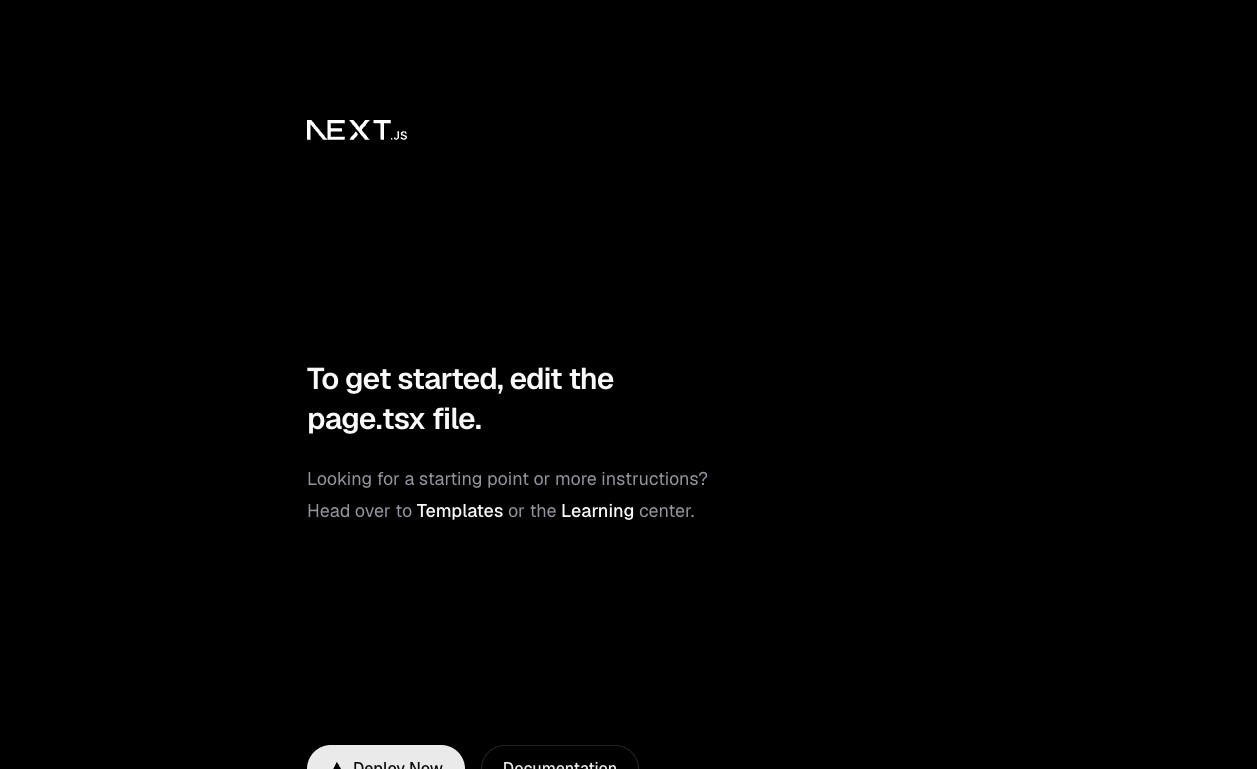 NEXT.JS
To get started, edit the
page.tsx file.
Looking for a starting point or more instructions?
Head over to Templates or the Learning center.
Deploy Now
Documentation